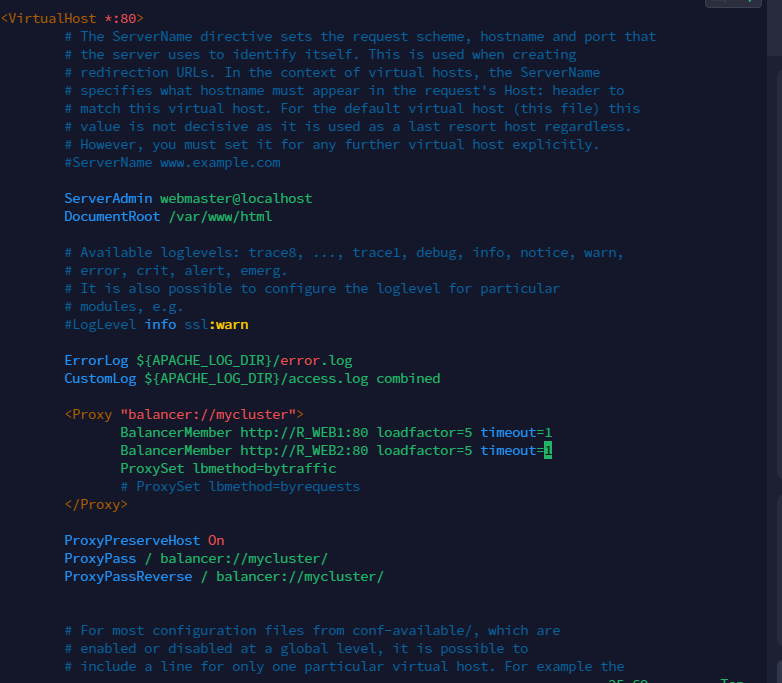 <VirtualHost *:80>
# The ServerName directive sets the request scheme, hostname and port that
# the server uses to identify itself. This is used when creating
# redirection URLs. In the context of virtual hosts, the ServerName
# specifies what hostname must appear in the request's Host: header to
# match this virtual host. For the default virtual host (this file) this
# value is not decisive as it is used as a last resort host regardless.
# However, you must set it for any further virtual host explicitly.
#ServerName www.example.com
ServerAdmin webmaster@localhost
DocumentRoot /var/www/html
# Available loglevels: trace8, ..., trace1, debug, info, notice, warn,
# error, crit, alert, emerg.
# It is also possible to configure the loglevel for particular
# modules, e.g.
#LogLevel info ssl:warn
ErrorLog ${APACHE_LOG_DIR}/error.log
CustomLog ${APACHE_LOG_DIR}/access.log combined
<Proxy "balancer://mycluster">
BalancerMember http://R_WEB1:80 loadfactor=5 timeout=1
BalancerMember http://R_WEB2:80 loadfactor=5 timeout=1
ProxySet lbmethod=bytraffic
# ProxySet lbmethod=byrequests
</Proxy>
ProxyPreserveHost On
ProxyPass / balancer://mycluster/
ProxyPassReverse / balancer://mycluster/
# For most configuration files from conf-available/, which are
# enabled or disabled at a global level, it is possible to
# include a line for only one particular virtual host. For example the